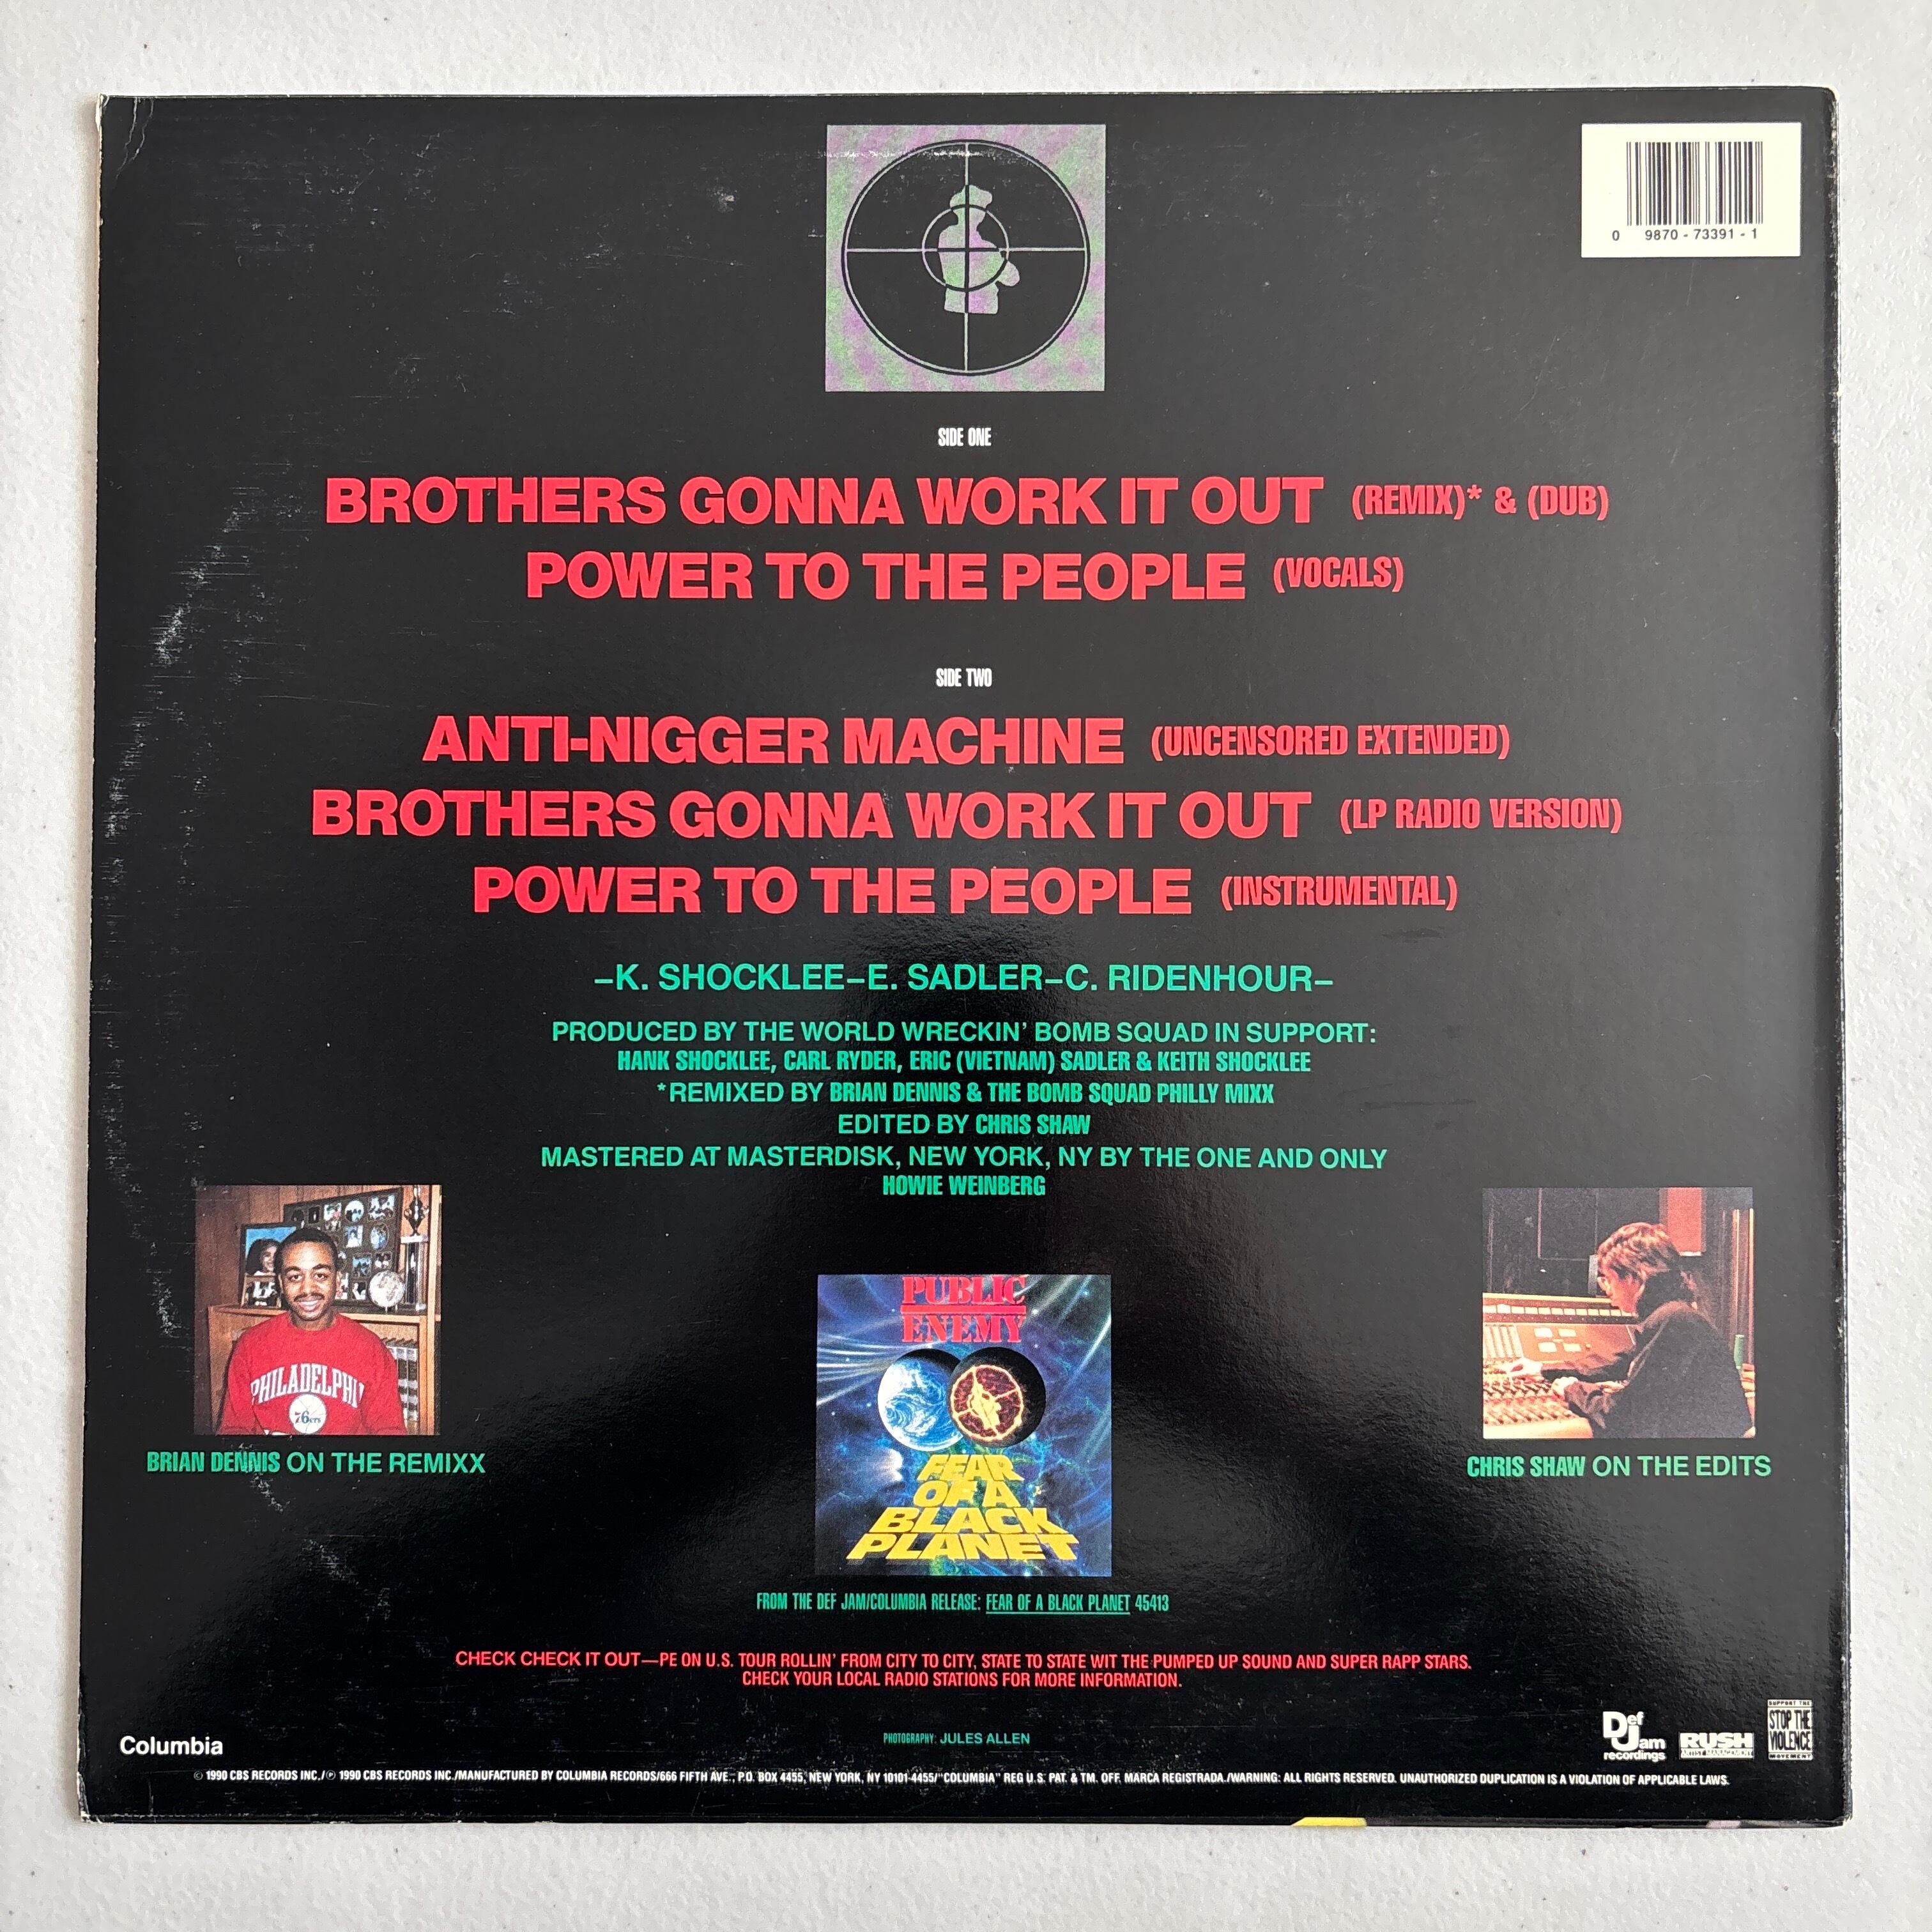 0 9870 - 73391 - 1
SIDE ONE
BROTHERS GONNA WORK IT OUT (REMIX)* & (DUB)
POWER TO THE PEOPLE (VOCALS)
SIDE TWO
ANTI-NIGGER MACHINE (UNCENSORED EXTENDED)
BROTHERS GONNA WORK IT OUT (LP RADIO VERSION)
POWER TO THE PEOPLE (INSTRUMENTAL)
–K. SHOCKLEE–E. SADLER–C. RIDENHOUR–
PRODUCED BY THE WORLD WRECKIN' BOMB SQUAD IN SUPPORT:
HANK SHOCKLEE, CARL RYDER, ERIC (VIETNAM) SADLER & KEITH SHOCKLEE
*REMIXED BY BRIAN DENNIS & THE BOMB SQUAD PHILLY MIXX
EDITED BY CHRIS SHAW
MASTERED AT MASTERDISK, NEW YORK, NY BY THE ONE AND ONLY
HOWIE WEINBERG
PHILADELPHIA
76ers
BRIAN DENNIS ON THE REMIXX
PUBLIC
ENEMY
FEAR
OF A
BLACK
PLANET
CHRIS SHAW ON THE EDITS
FROM THE DEF JAM/COLUMBIA RELEASE: FEAR OF A BLACK PLANET 45413
CHECK CHECK IT OUT—PE ON U.S. TOUR ROLLIN' FROM CITY TO CITY, STATE TO STATE WIT THE PUMPED UP SOUND AND SUPER RAPP STARS.
CHECK YOUR LOCAL RADIO STATIONS FOR MORE INFORMATION.
PHOTOGRAPHY: JULES ALLEN
Columbia
Def
Jam
recordings
RUSH
ARTIST MANAGEMENT
SUPPORT THE
STOP THE
VIOLENCE
MOVEMENT
© 1990 CBS RECORDS INC./℗ 1990 CBS RECORDS INC./MANUFACTURED BY COLUMBIA RECORDS/666 FIFTH AVE., P.O. BOX 4455, NEW YORK, NY 10101-4455/"COLUMBIA" REG U.S. PAT. & TM. OFF. MARCA REGISTRADA./WARNING: ALL RIGHTS RESERVED. UNAUTHORIZED DUPLICATION IS A VIOLATION OF APPLICABLE LAWS.